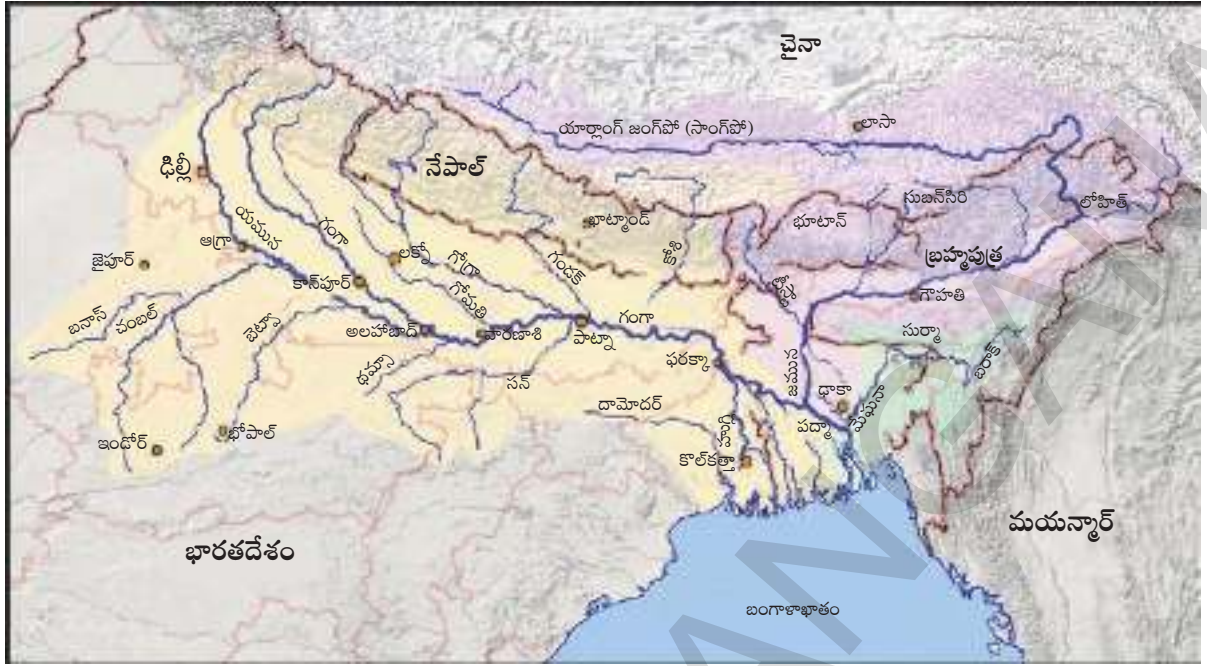 చైనా
యార్లాంగ్ జంగ్‌పో (సాంగ్‌పో)
లాసా
ఢిల్లీ
నేపాల్
సుబన్‌సిరి
లోహిత్
ఖాట్మాండ్
భూటాన్
యమున
గంగా
కోసి
ఆగ్రా
లక్నో
గోగ్రా
గండక్
బ్రహ్మపుత్ర
జైపూర్
కాన్‌పూర్
గోమతి
తీస్తా
గౌహతి
బనాస్
చంబల్
బెట్వా
అలహాబాద్
వారణాశి
పాట్నా
గంగా
సుర్మా
బరాక్
ఫరక్కా
జమున
సన్
దామోదర్
ఢాకా
మేఘనా
పద్మా
ఇండోర్
భోపాల్
కొల్‌కత్తా
భారతదేశం
మయన్మార్
బంగాళాఖాతం